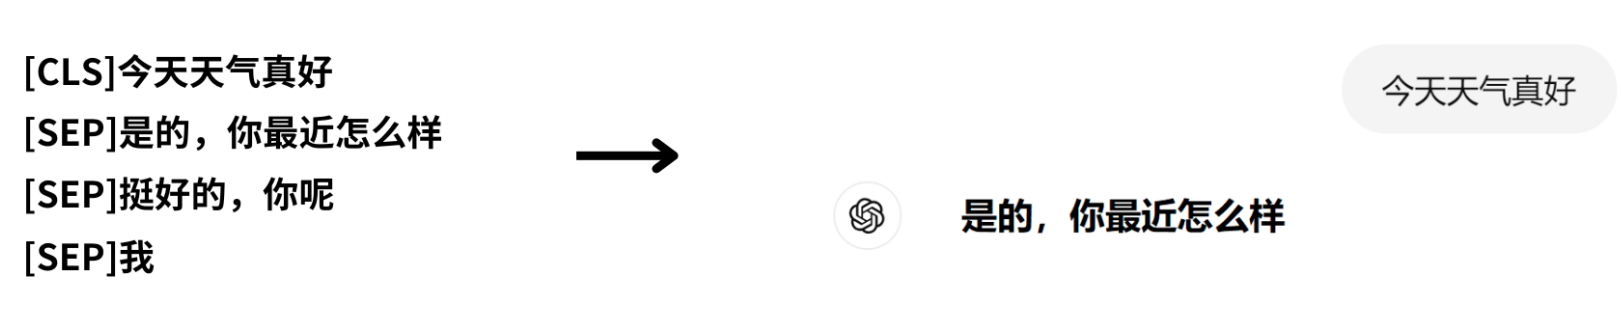 [CLS]今天天气真好
[SEP]是的，你最近怎么样
[SEP]挺好的，你呢
[SEP]我
今天天气真好
是的，你最近怎么样